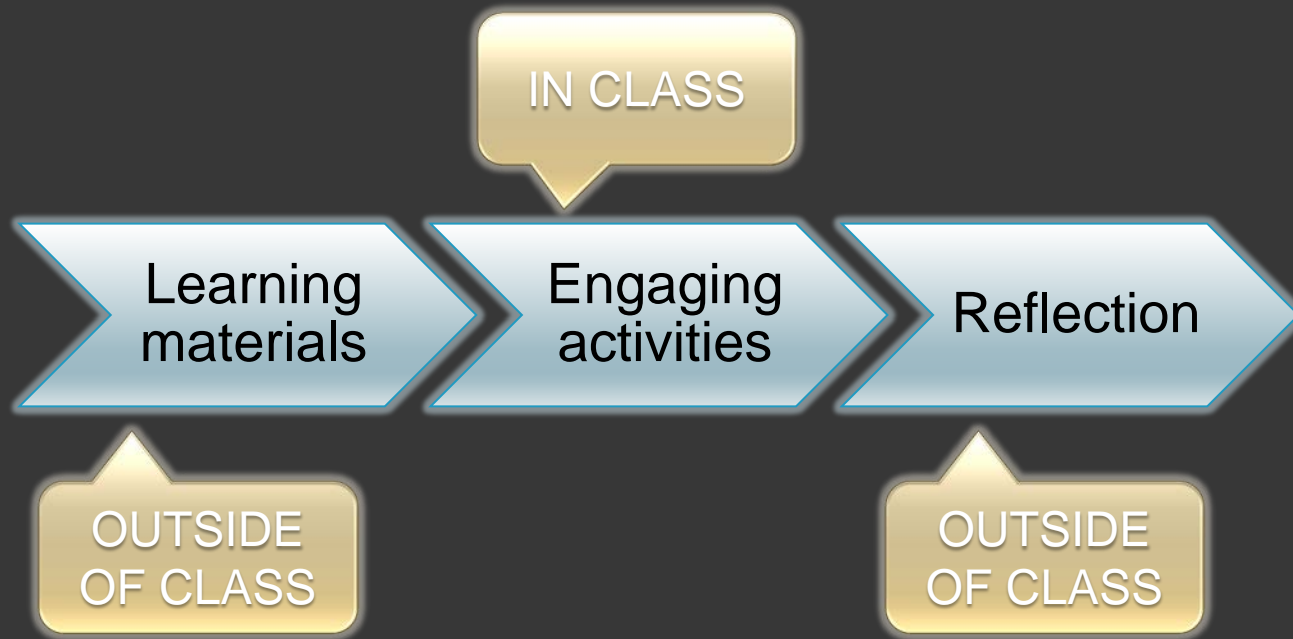 IN CLASS
Learning
materials
Engaging
activities
Reflection
OUTSIDE
OF CLASS
OUTSIDE
OF CLASS